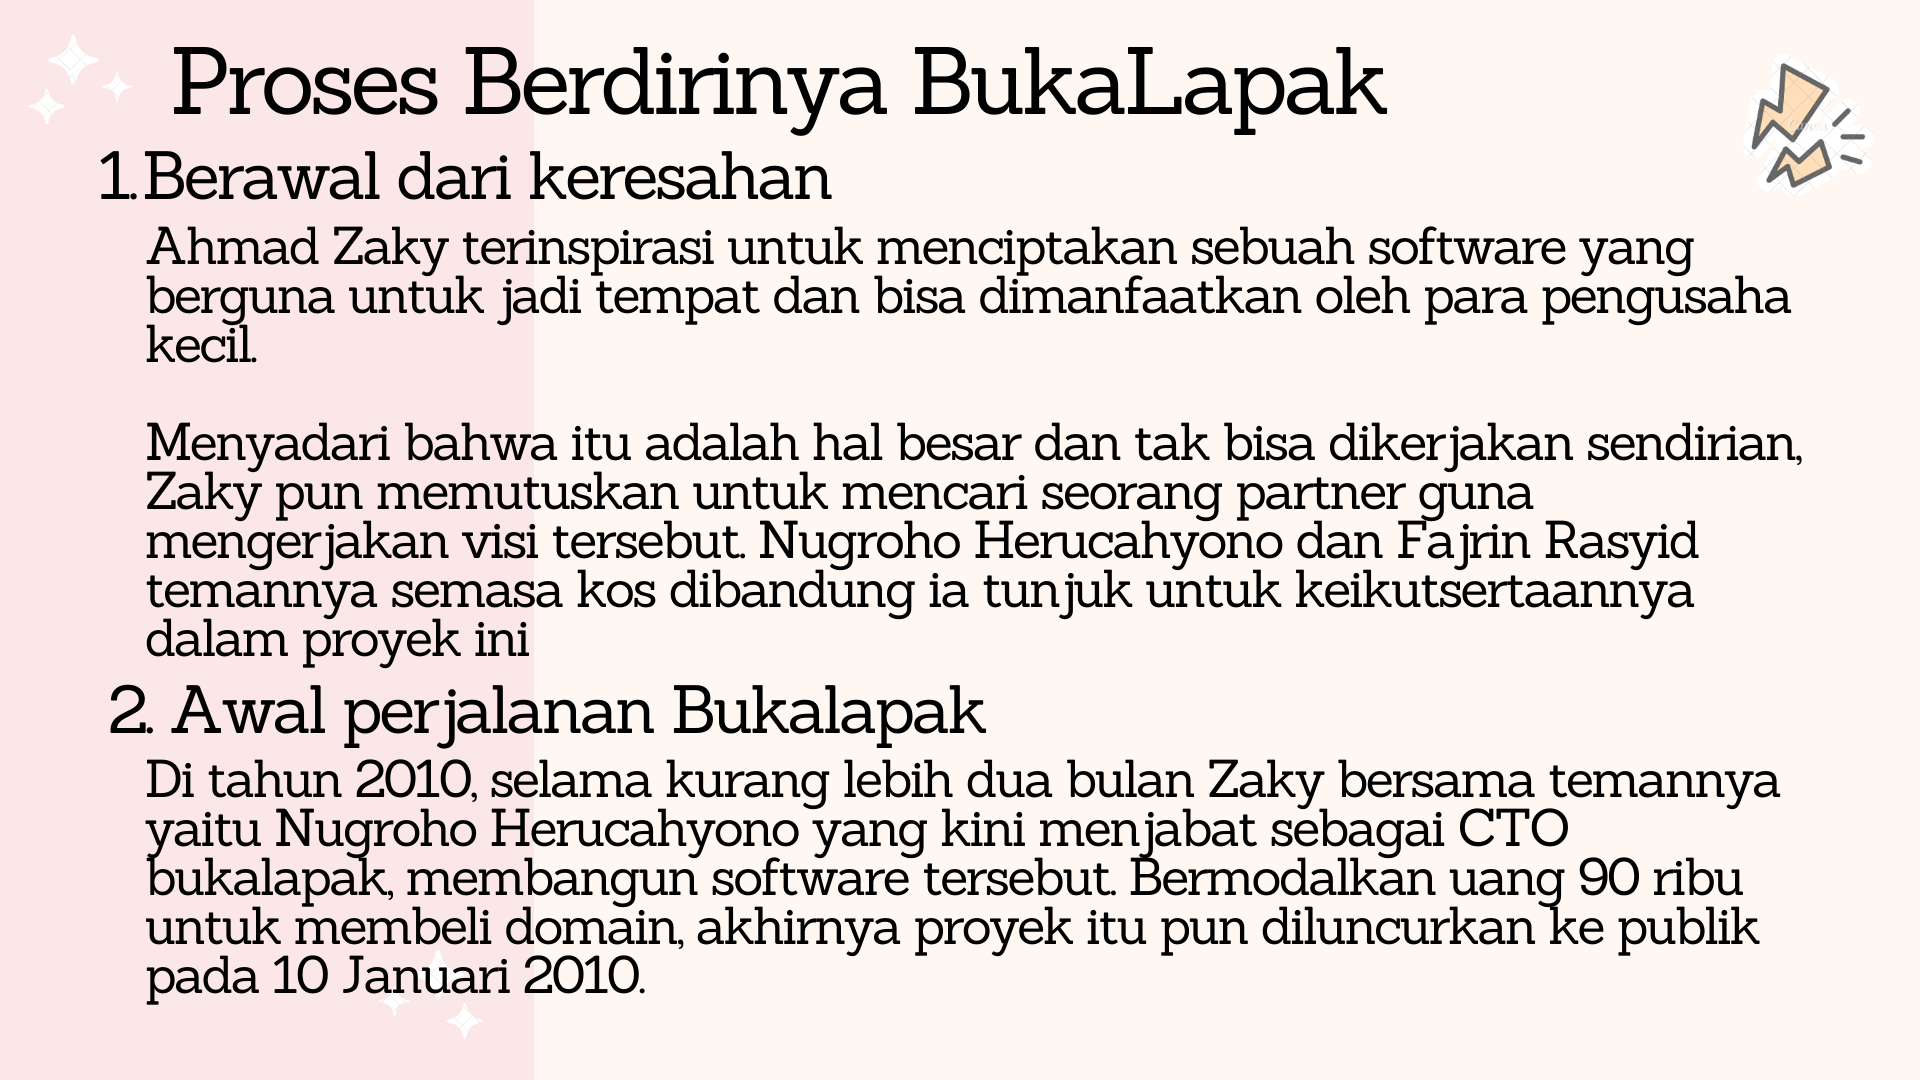 Proses Berdirinya BukaLapak
1.Berawal dari keresahan
Ahmad Zaky terinspirasi untuk menciptakan sebuah software yang
berguna untuk jadi tempat dan bisa dimanfaatkan oleh para pengusaha
kecil.
Menyadari bahwa itu adalah hal besar dan tak bisa dikerjakan sendirian,
Zaky pun memutuskan untuk mencari seorang partner guna
mengerjakan visi tersebut. Nugroho Herucahyono dan Fajrin Rasyid
temannya semasa kos dibandung ia tunjuk untuk keikutsertaannya
dalam proyek ini
2. Awal perjalanan Bukalapak
Di tahun 2010, selama kurang lebih dua bulan Zaky bersama temannya
yaitu Nugroho Herucahyono yang kini menjabat sebagai CTO
bukalapak, membangun software tersebut. Bermodalkan uang 90 ribu
untuk membeli domain, akhirnya proyek itu pun diluncurkan ke publik
pada 10 Januari 2010.